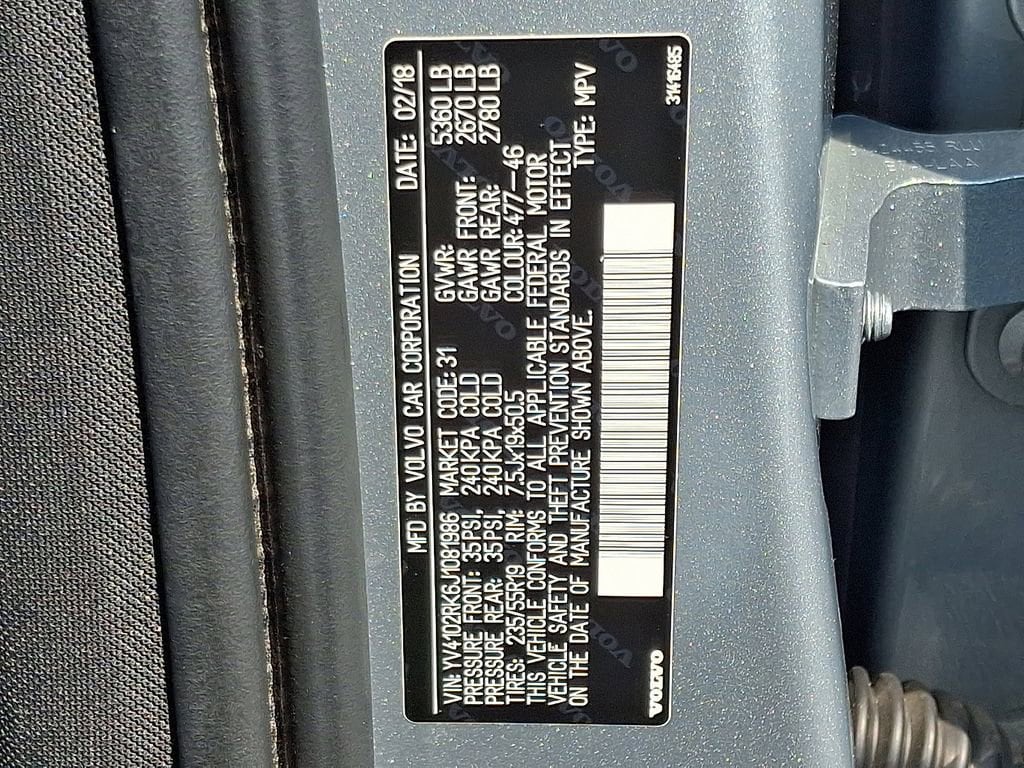 MFD BY VOLVO CAR CORPORATION DATE: 02/18
VIN: YV4102RK6J1081986 MARKET CODE: 31 GVWR: 5360 LB
PRESSURE FRONT: 35PSI, 240KPA COLD GAWR FRONT: 2670 LB
PRESSURE REAR: 35PSI, 240KPA COLD GAWR REAR: 2780 LB
TIRES: 235/55R19 RIM: 7.5Jx19x50.5 COLOUR: 477--46
THIS VEHICLE CONFORMS TO ALL APPLICABLE FEDERAL MOTOR
VEHICLE SAFETY AND THEFT PREVENTION STANDARDS IN EFFECT
ON THE DATE OF MANUFACTURE SHOWN ABOVE. TYPE: MPV
VOLVO 31416485